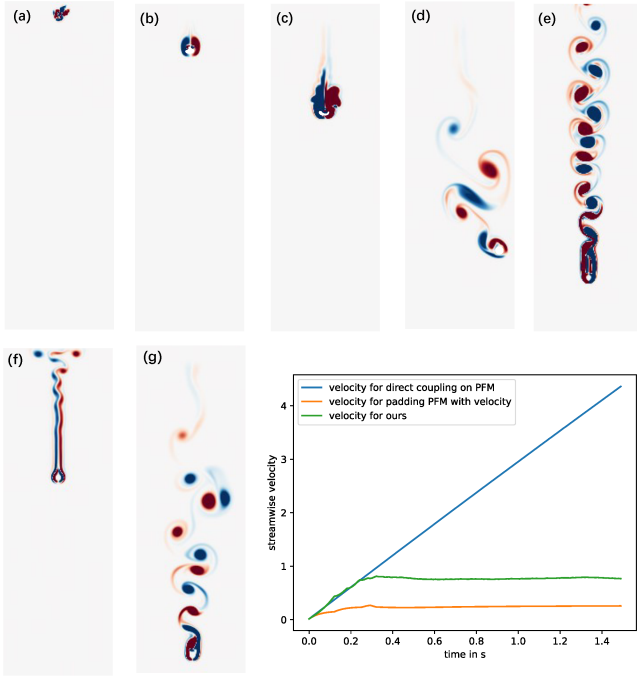 (a)
(b)
(c)
(d)
(e)
(f)
(g)
velocity for direct coupling on PFM
velocity for padding PFM with velocity
velocity for ours
streamwise velocity
4
3
2
1
0
0.0 0.2 0.4 0.6 0.8 1.0 1.2 1.4
time in s